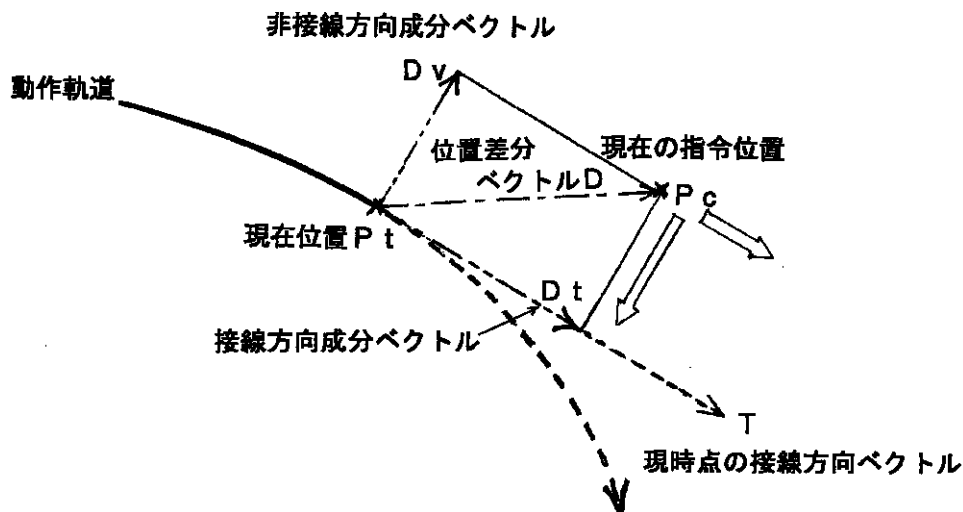 非接線方向成分ベクトル
Dv
動作軌道
位置差分
ベクトルD
現在の指令位置
Pc
現在位置Pt
Dt
接線方向成分ベクトル
T
現時点の接線方向ベクトル